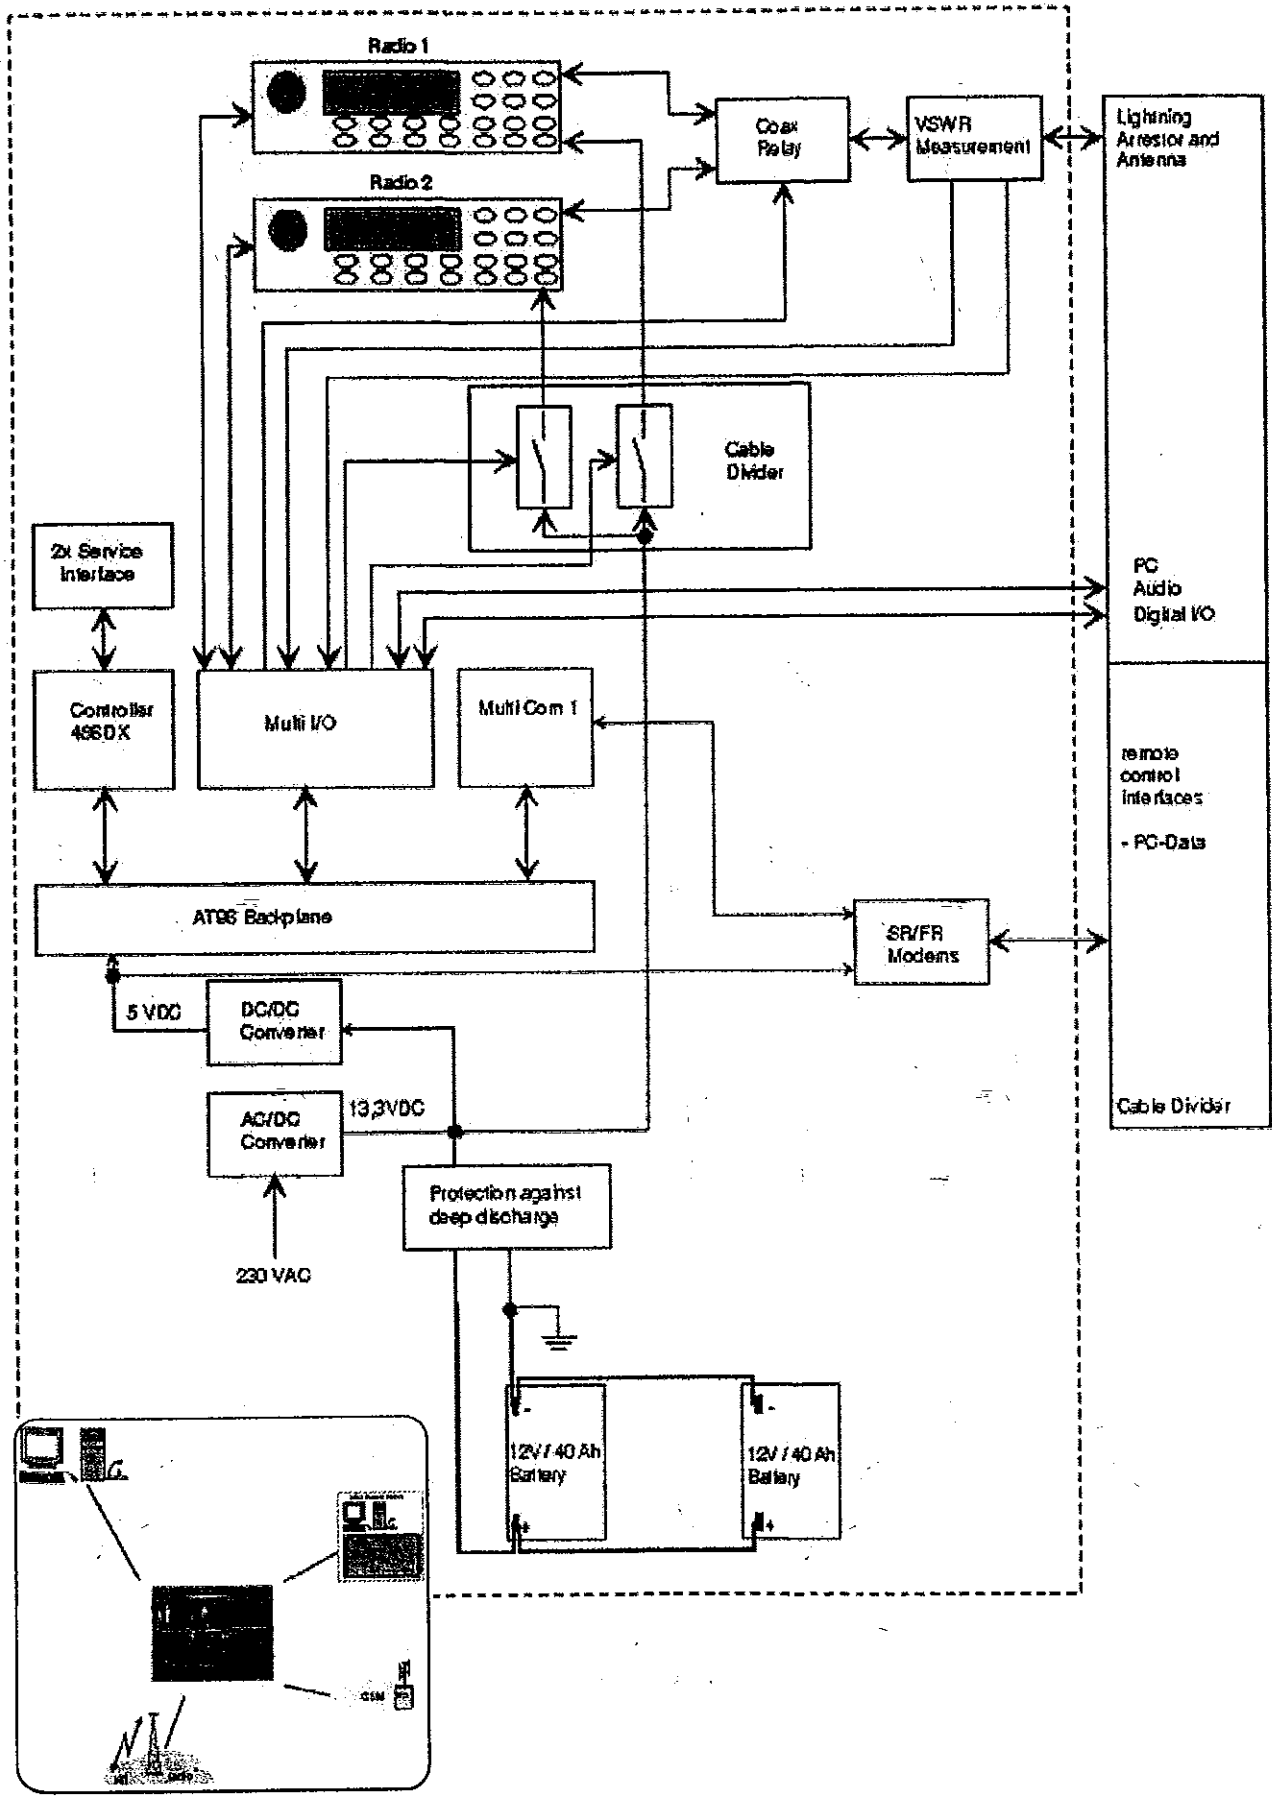 Radio 1
Coax
Relay
VSWR
Measurement
Lightning
Arrestor and
Antenna
Radio 2
Cable
Divider
2x Service
Interface
PC
Audio
Digital I/O
Controller
486DX
Multi I/O
Multi Com 1
remote
control
interfaces
- PC-Data
AT96 Backplane
SR/FR
Modems
5 VDC
DC/DC
Converter
13,3VDC
AC/DC
Converter
Cable Divider
Protection against
deep discharge
230 VAC
-
-
12V / 40 Ah
Battery
12V / 40 Ah
Battery
+
+
GSM